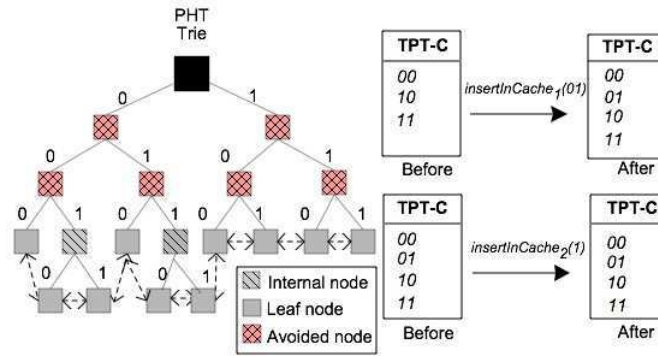 PHT
Trie
0 1
0 1 0 1
0 1 0 1 0 1 0 1
0 1 0 1
Internal node
Leaf node
Avoided node
TPT-C
00
10
11
Before
insertInCache1(01)
TPT-C
00
01
10
11
After
TPT-C
00
01
10
11
Before
insertInCache2(1)
TPT-C
00
01
10
11
After